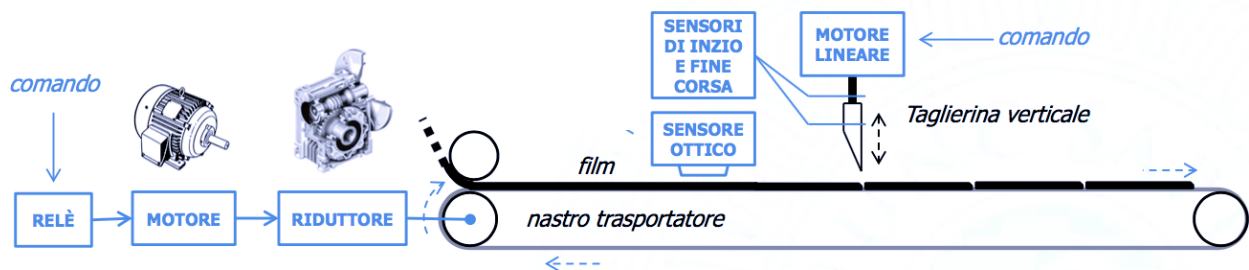 SENSORI
DI INZIO
E FINE
CORSA
MOTORE
LINEARE
comando
comando
Taglierina verticale
SENSORE
OTTICO
film
RELÈ
MOTORE
RIDUTTORE
nastro trasportatore